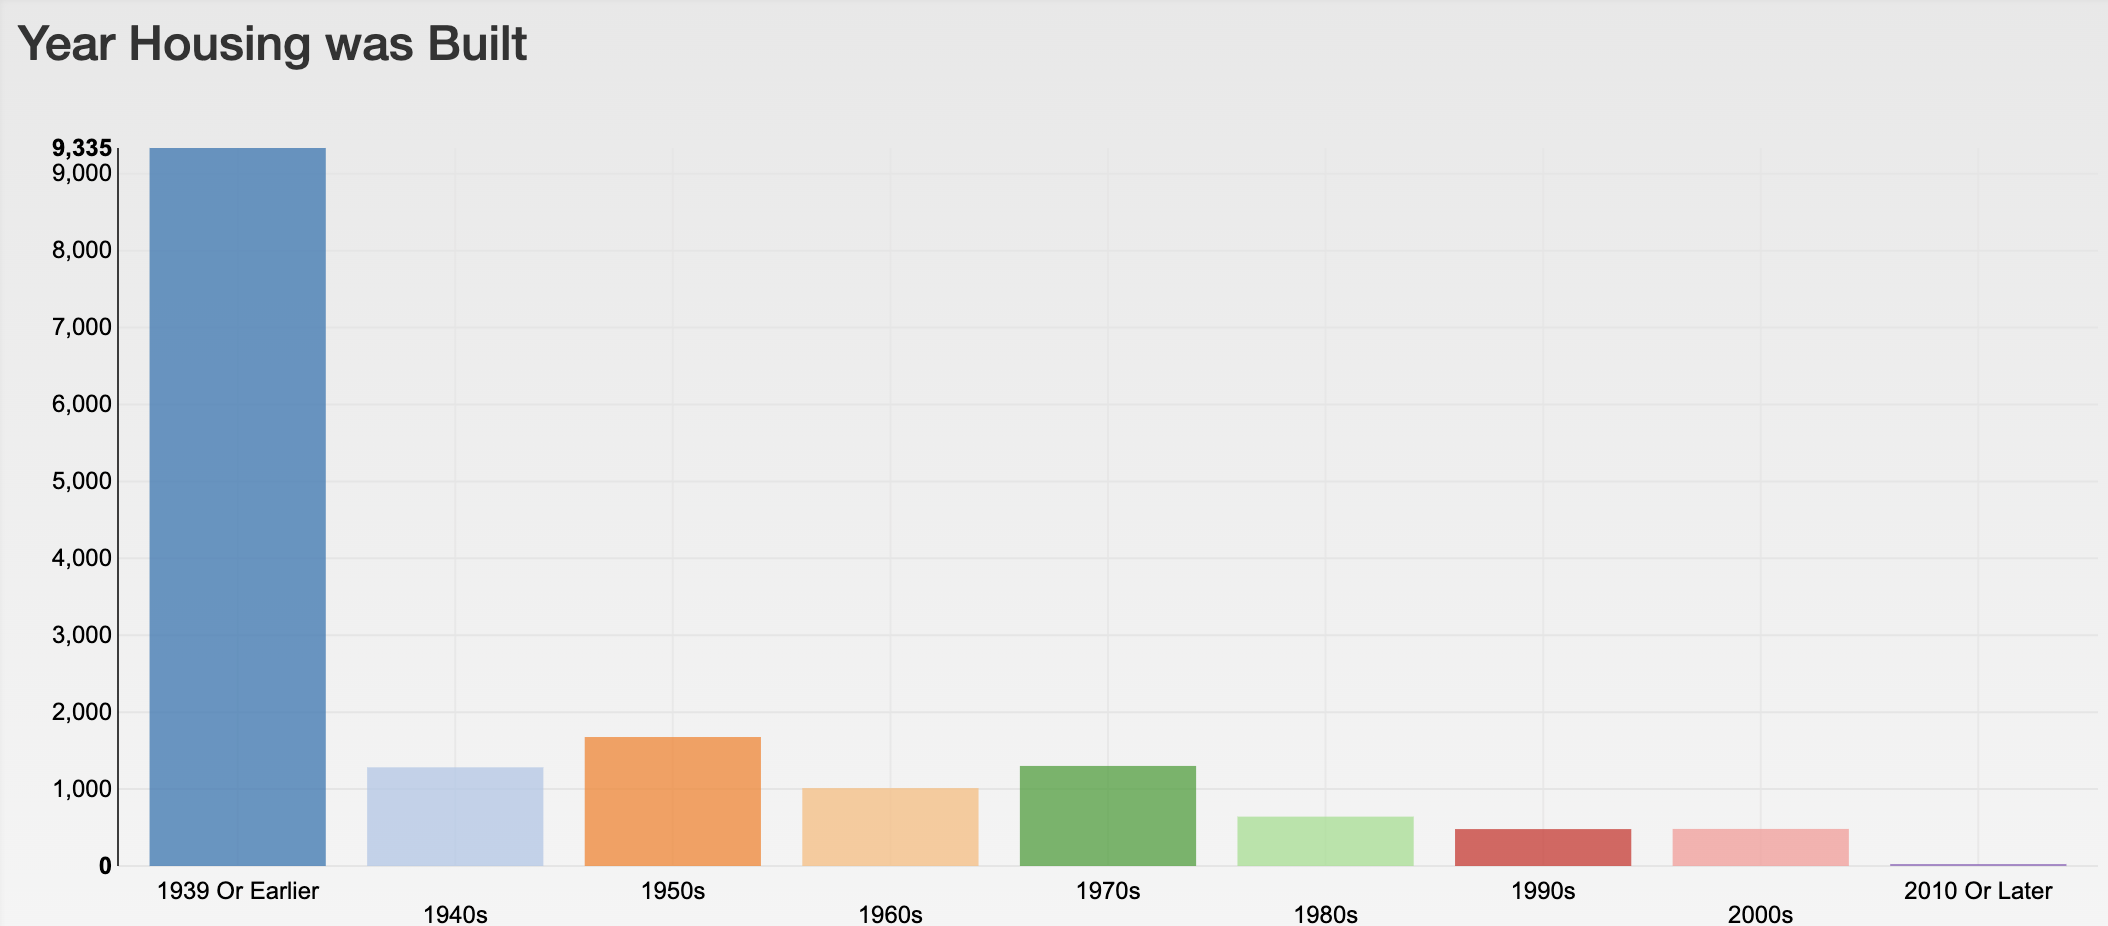 Year Housing was Built
9,335
9,000
8,000
7,000
6,000
5,000
4,000
3,000
2,000
1,000
0
1939 Or Earlier
1940s
1950s
1960s
1970s
1980s
1990s
2000s
2010 Or Later